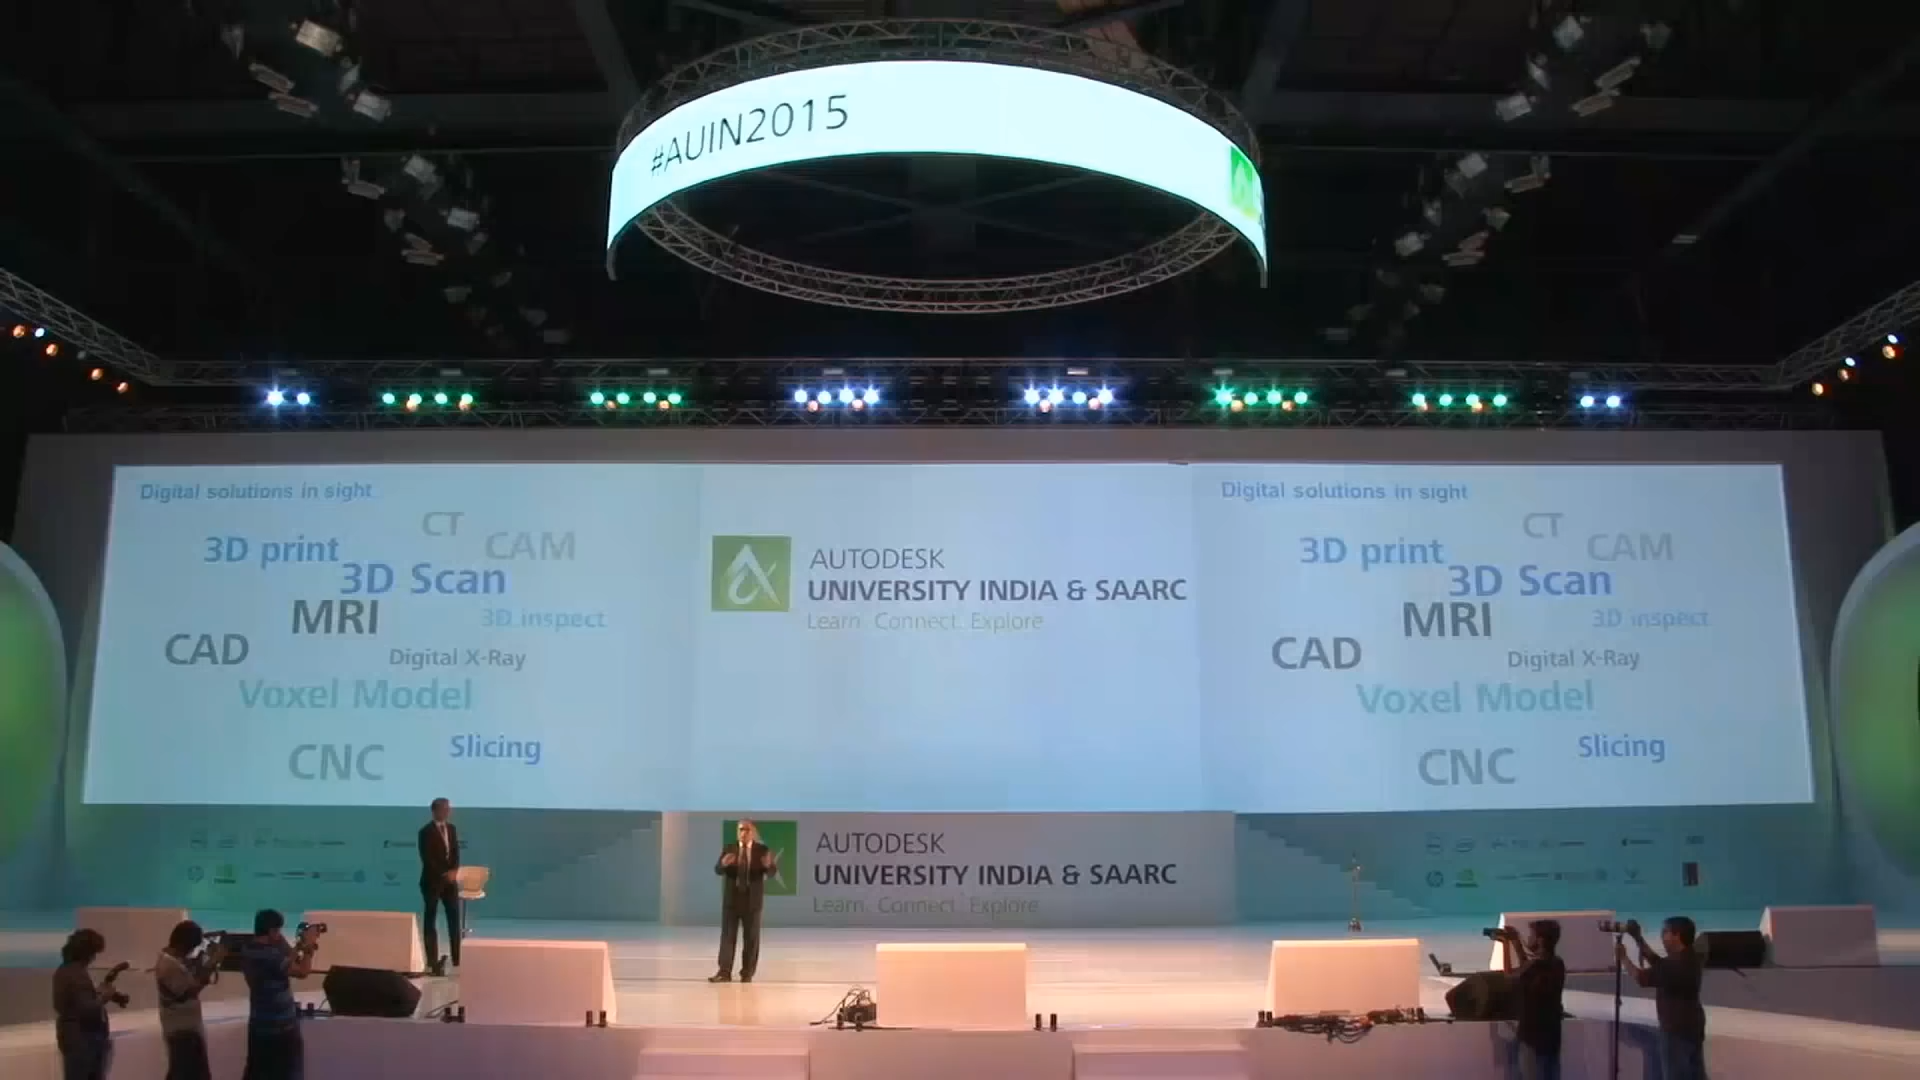 #AUIN2015
Digital solutions in sight
CT
CAM
3D print
3D Scan
MRI
3D inspect
CAD
Digital X-Ray
Voxel Model
Slicing
CNC
AUTODESK
UNIVERSITY INDIA & SAARC
Learn. Connect. Explore
Digital solutions in sight
CT
CAM
3D print
3D Scan
MRI
3D inspect
CAD
Digital X-Ray
Voxel Model
Slicing
CNC
AUTODESK
UNIVERSITY INDIA & SAARC
Learn. Connect. Explore